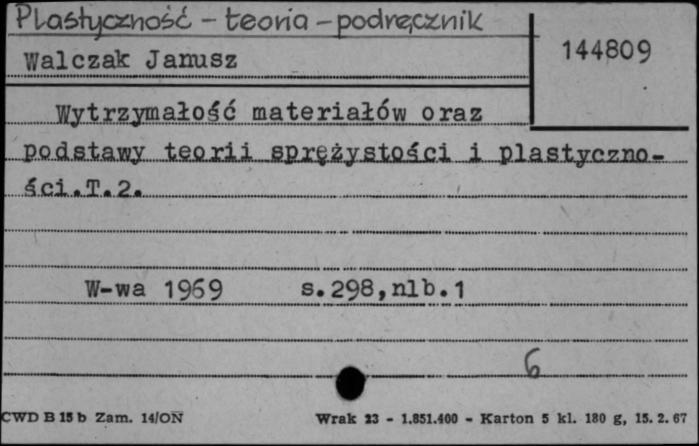 Plastyczność - teoria - podręcznik
144809
Walczak Janusz
Wytrzymałość materiałów oraz
podstawy teorii sprężystości i plastyczno-
ści.T.2.
W-wa 1969 s.298,nlb.1
6
CWD B 15 b Zam. 14/ON Wrak 23 - 1.851.400 - Karton 5 kl. 180 g, 15. 2. 67